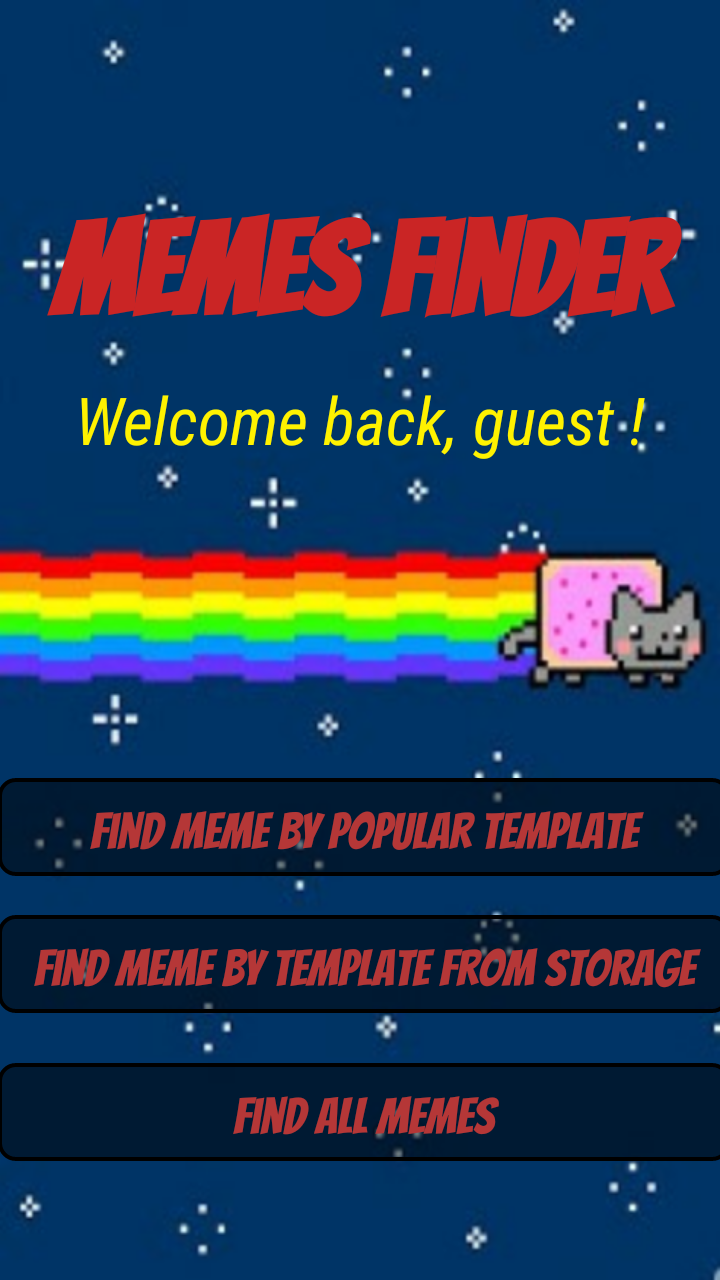 MEMES FINDER
Welcome back, guest !
FIND MEME BY POPULAR TEMPLATE
FIND MEME BY TEMPLATE FROM STORAGE
FIND ALL MEMES